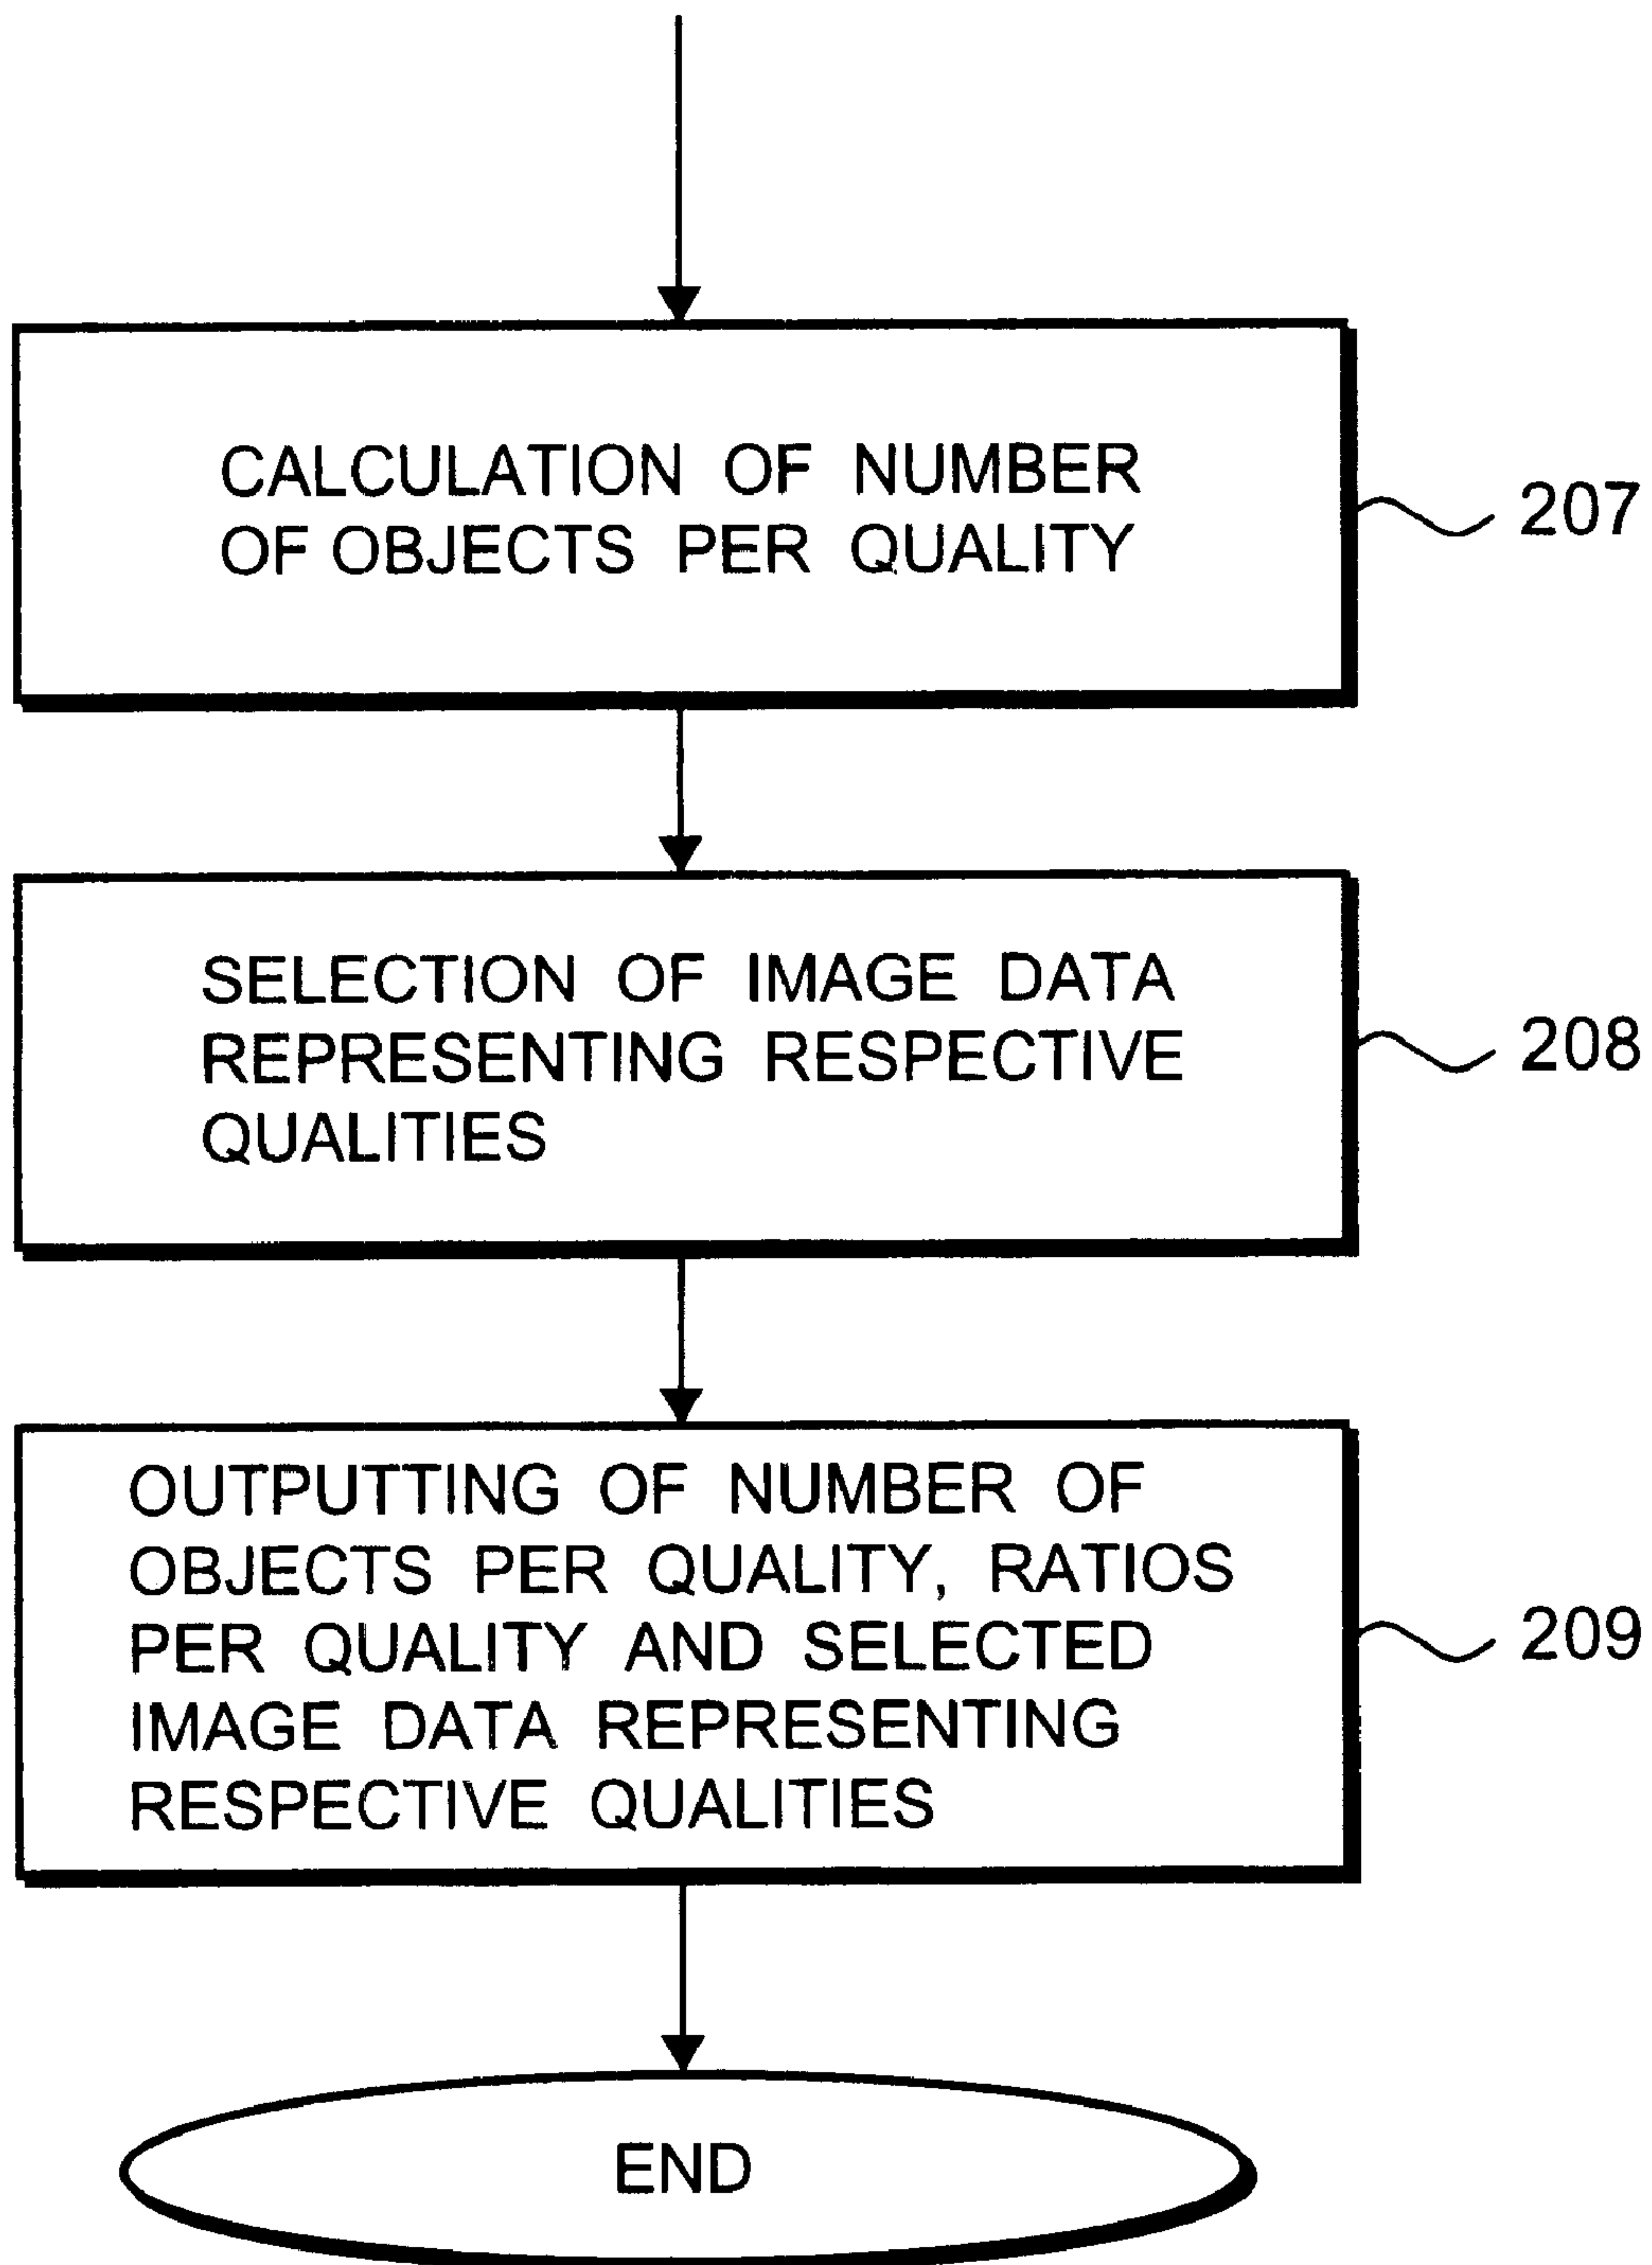 CALCULATION OF NUMBER
OF OBJECTS PER QUALITY
207
SELECTION OF IMAGE DATA
REPRESENTING RESPECTIVE
QUALITIES
208
OUTPUTTING OF NUMBER OF
OBJECTS PER QUALITY, RATIOS
PER QUALITY AND SELECTED
IMAGE DATA REPRESENTING
RESPECTIVE QUALITIES
209
END